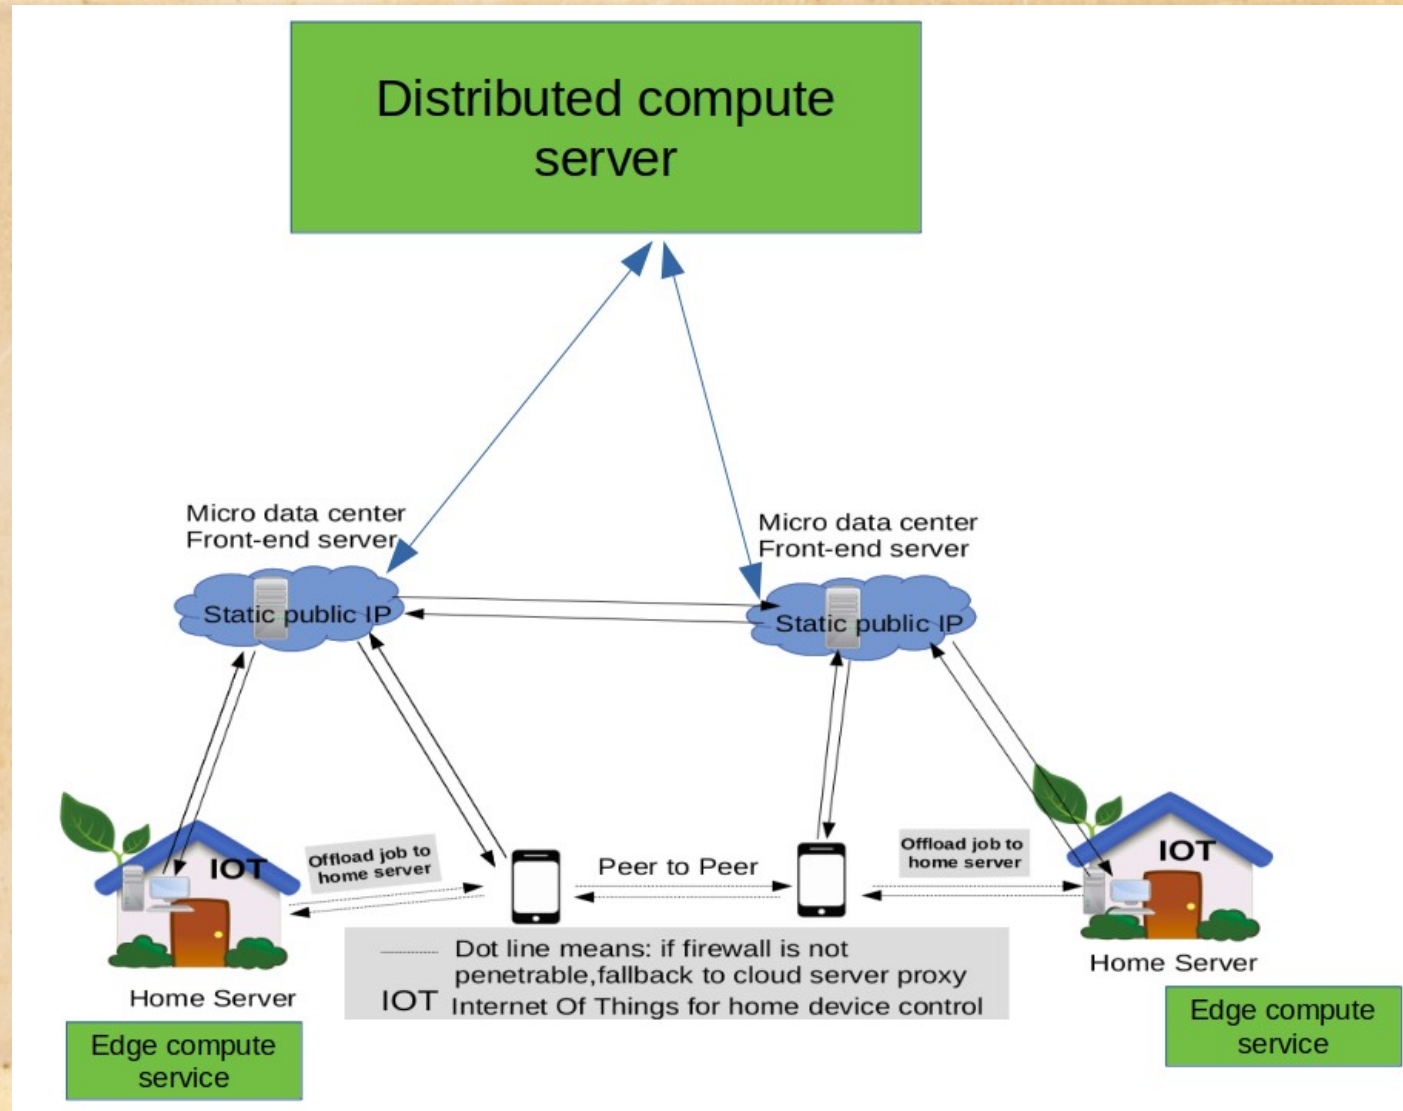 Distributed compute
server
Micro data center
Front-end server
Static public IP
Micro data center
Front-end server
Static public IP
IOT
Offload job to
home server
Peer to Peer
Offload job to
home server
IOT
Dot line means: if firewall is not
penetrable,fallback to cloud server proxy
IOT Internet Of Things for home device control
Home Server
Home Server
Edge compute
service
Edge compute
service